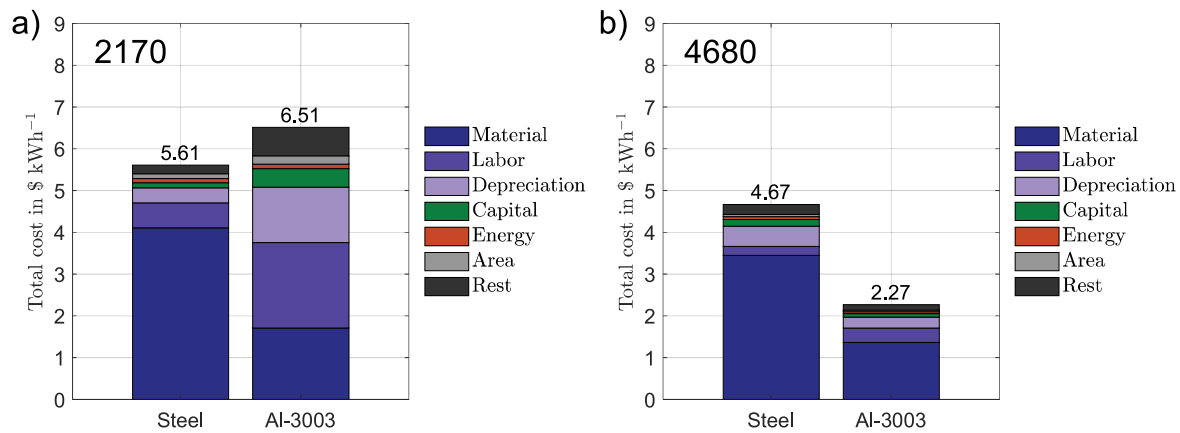 a)
2170
Total cost in $ kWh⁻¹
9
8
7
6
5
4
3
2
1
0
5.61
6.51
Steel
Al-3003
Material
Labor
Depreciation
Capital
Energy
Area
Rest
b)
4680
Total cost in $ kWh⁻¹
9
8
7
6
5
4
3
2
1
0
4.67
2.27
Steel
Al-3003
Material
Labor
Depreciation
Capital
Energy
Area
Rest